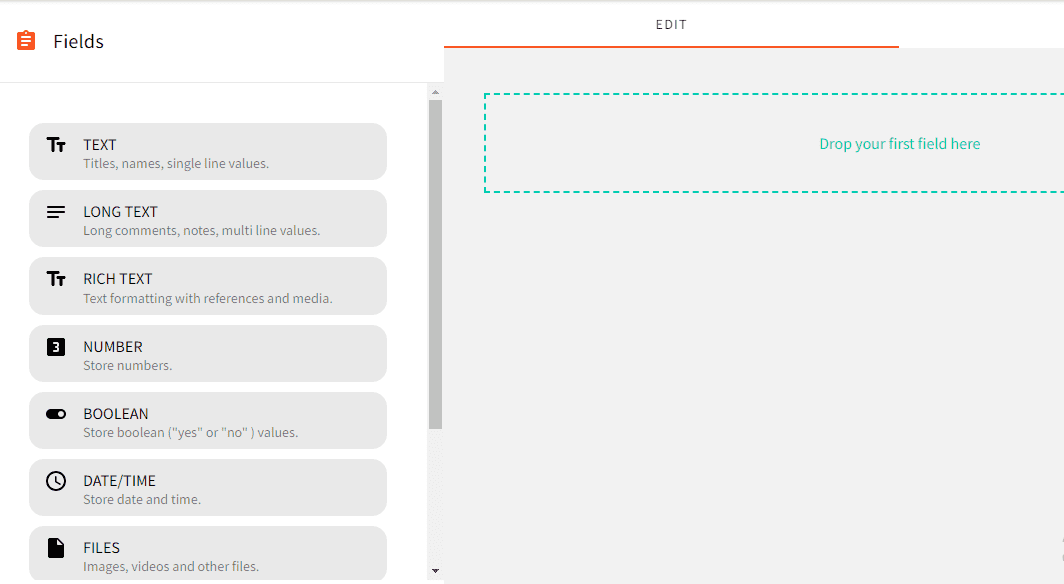 Fields
EDIT
Drop your first field here
TEXT
Titles, names, single line values.
LONG TEXT
Long comments, notes, multi line values.
RICH TEXT
Text formatting with references and media.
3
NUMBER
Store numbers.
BOOLEAN
Store boolean ("yes" or "no" ) values.
DATE/TIME
Store date and time.
FILES
Images, videos and other files.